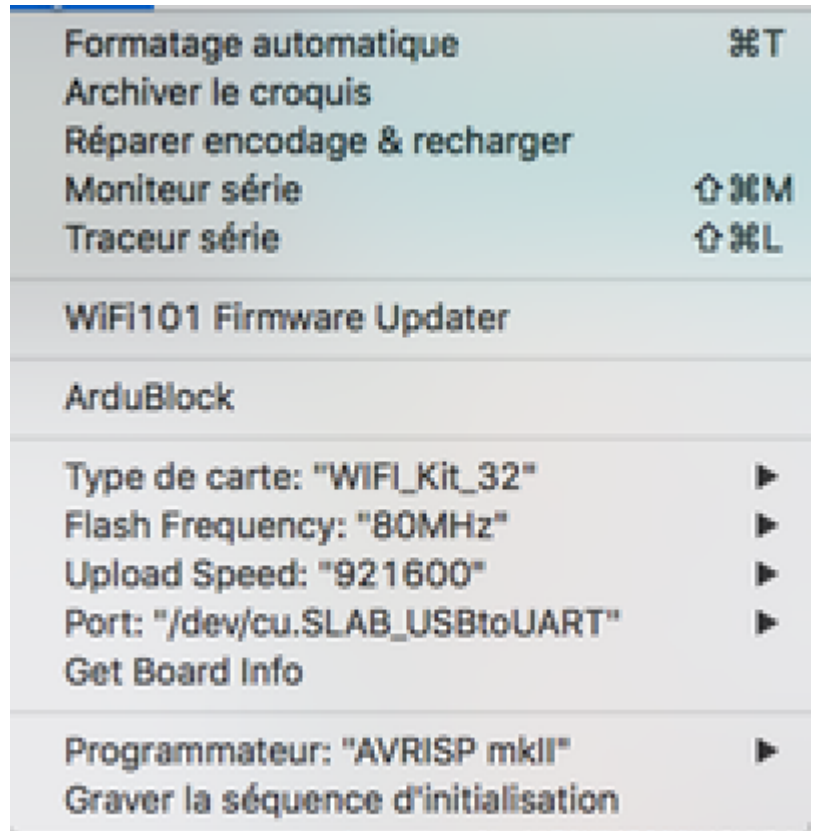 Formatage automatique ⌘T
Archiver le croquis
Réparer encodage & recharger
Moniteur série ⇧⌘M
Traceur série ⇧⌘L
WiFi101 Firmware Updater
ArduBlock
Type de carte: "WIFI_Kit_32" ▶
Flash Frequency: "80MHz" ▶
Upload Speed: "921600" ▶
Port: "/dev/cu.SLAB_USBtoUART" ▶
Get Board Info
Programmateur: "AVRISP mkII" ▶
Graver la séquence d'initialisation